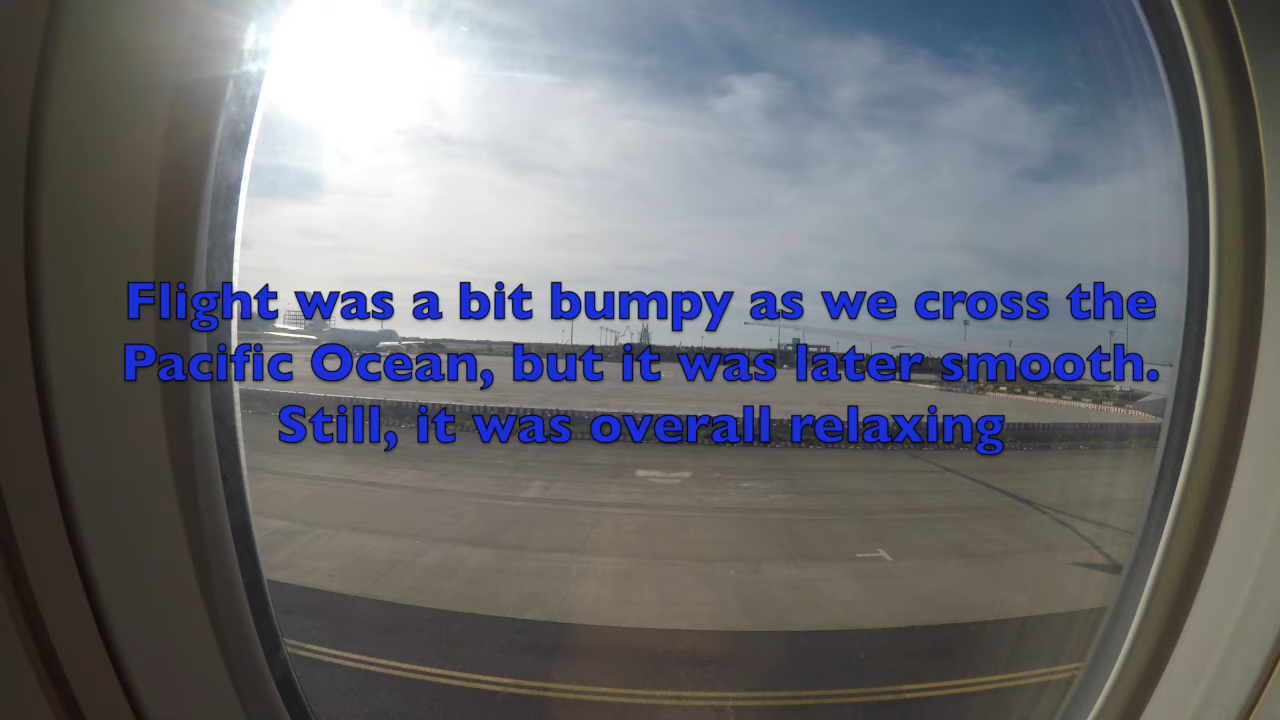 Flight was a bit bumpy as we cross the
Pacific Ocean, but it was later smooth.
Still, it was overall relaxing